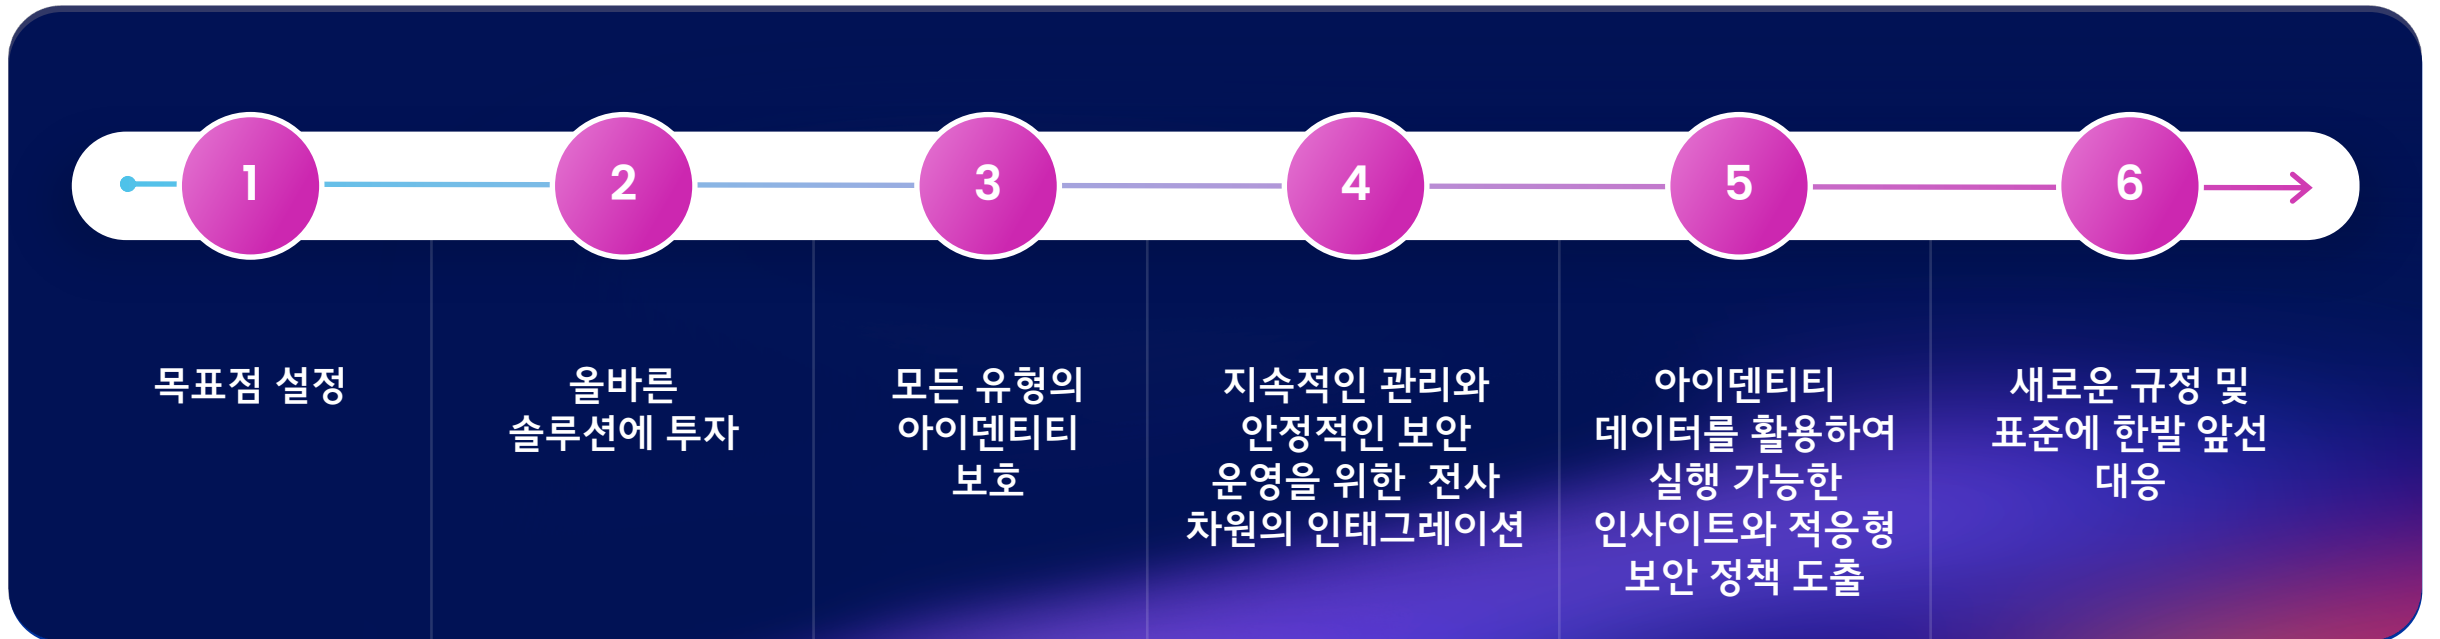 1
2
3
4
5
6
목표점 설정
올바른
솔루션에 투자
모든 유형의
아이덴티티
보호
지속적인 관리와
안정적인 보안
운영을 위한 전사
차원의 인태그레이션
아이덴티티
데이터를 활용하여
실행 가능한
인사이트와 적응형
보안 정책 도출
새로운 규정 및
표준에 한발 앞선
대응